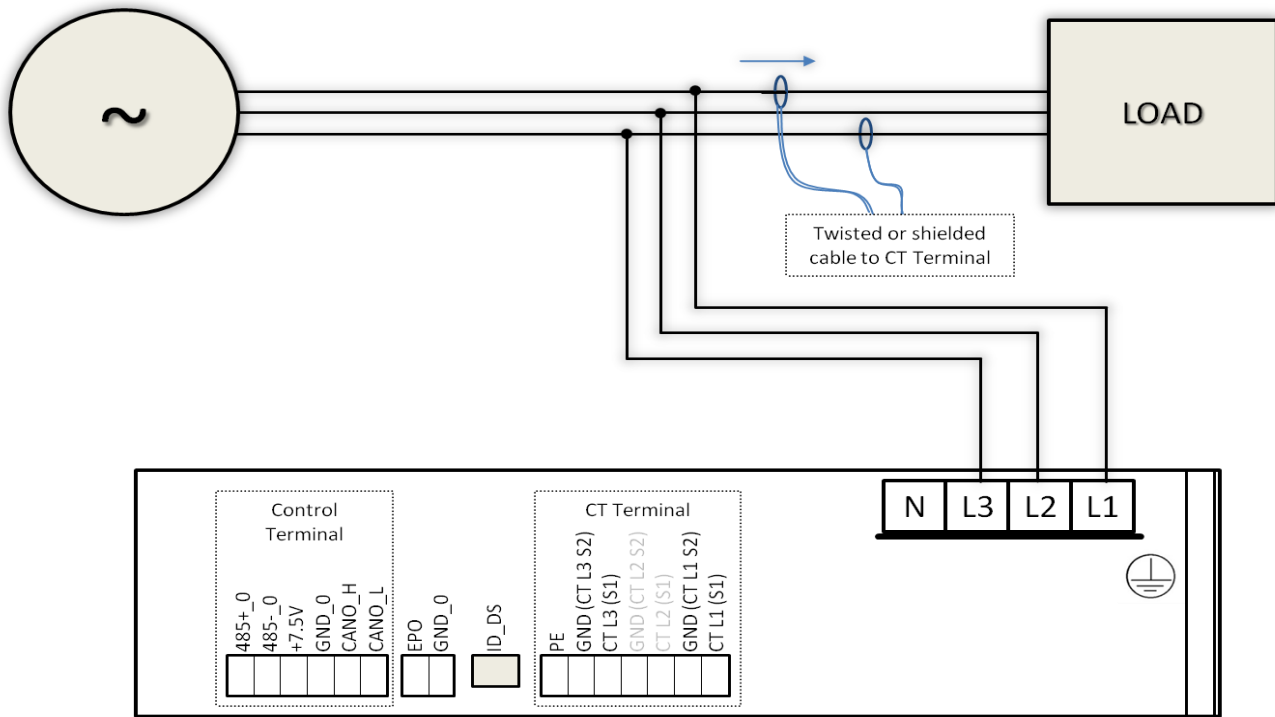 ~
LOAD
Twisted or shielded
cable to CT Terminal
N
L3
L2
L1
Control
Terminal
485+_0
485-_0
+7.5V
GND_0
CANO_H
CANO_L
EPO
GND_0
ID_DS
CT Terminal
PE
GND (CT L3 S2)
CT L3 (S1)
GND (CT L2 S2)
CT L2 (S1)
GND (CT L1 S2)
CT L1 (S1)